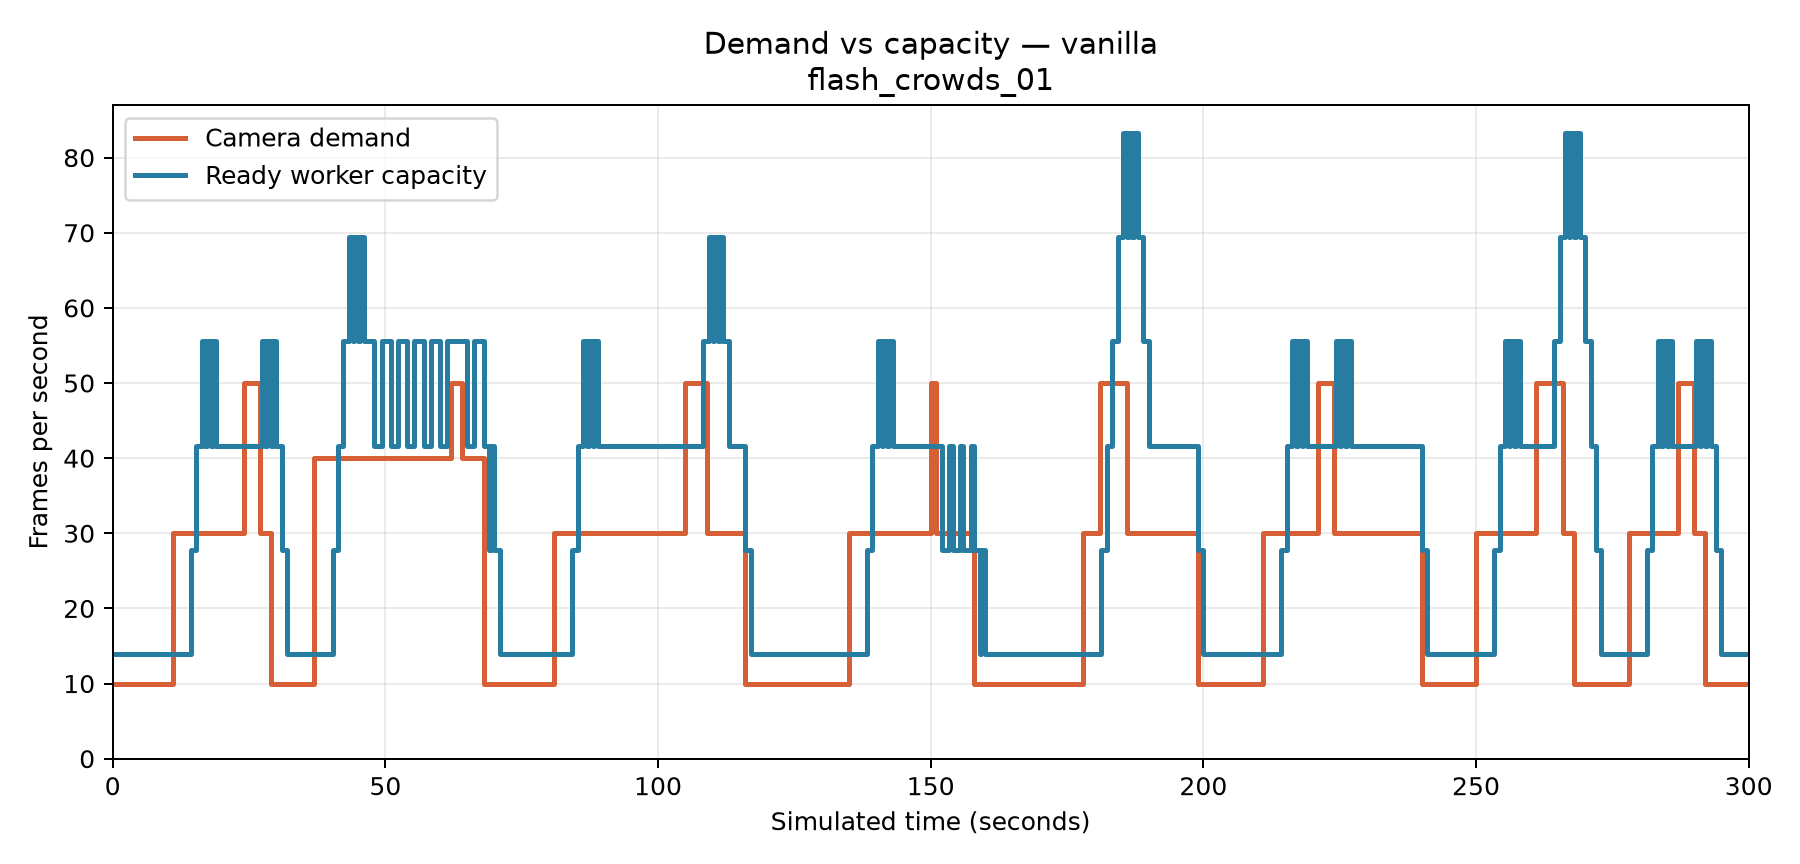 Demand vs capacity — vanilla
flash_crowds_01
Camera demand
Ready worker capacity
Frames per second
80
70
60
50
40
30
20
10
0
0 50 100 150 200 250 300
Simulated time (seconds)